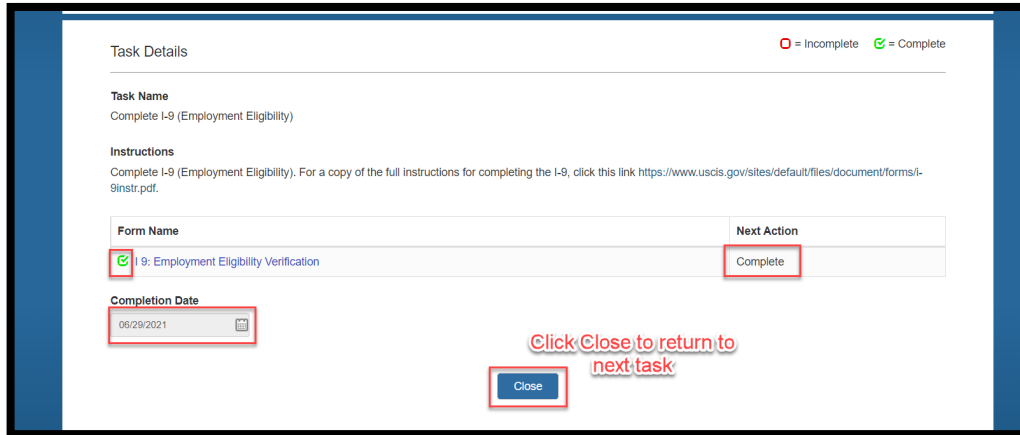 Task Details
= Incomplete = Complete
Task Name
Complete I-9 (Employment Eligibility)
Instructions
Complete I-9 (Employment Eligibility). For a copy of the full instructions for completing the I-9, click this link https://www.uscis.gov/sites/default/files/document/forms/i-
9instr.pdf.
Form Name Next Action
I 9: Employment Eligibility Verification Complete
Completion Date
06/29/2021
Click Close to return to
next task
Close